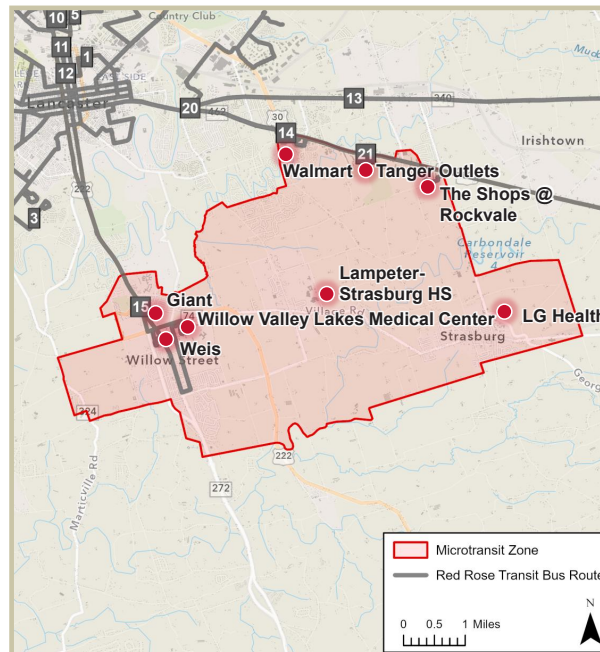 Country Club
10
5
11
1
12
EAST SIDE
Lancaster
20
462
30
13
340
14
Irishtown
21
Walmart
Tanger Outlets
The Shops @
Rockvale
3
222
Carbondale
Reservoir
4
Lampeter-
Strasburg HS
Village Rd
15
Giant
74
Willow Valley Lakes Medical Center
LG Health
Strasburg
Weis
Willow Street
324
Marticville Rd
222
272
Microtransit Zone
Red Rose Transit Bus Route
N
0 0.5 1 Miles